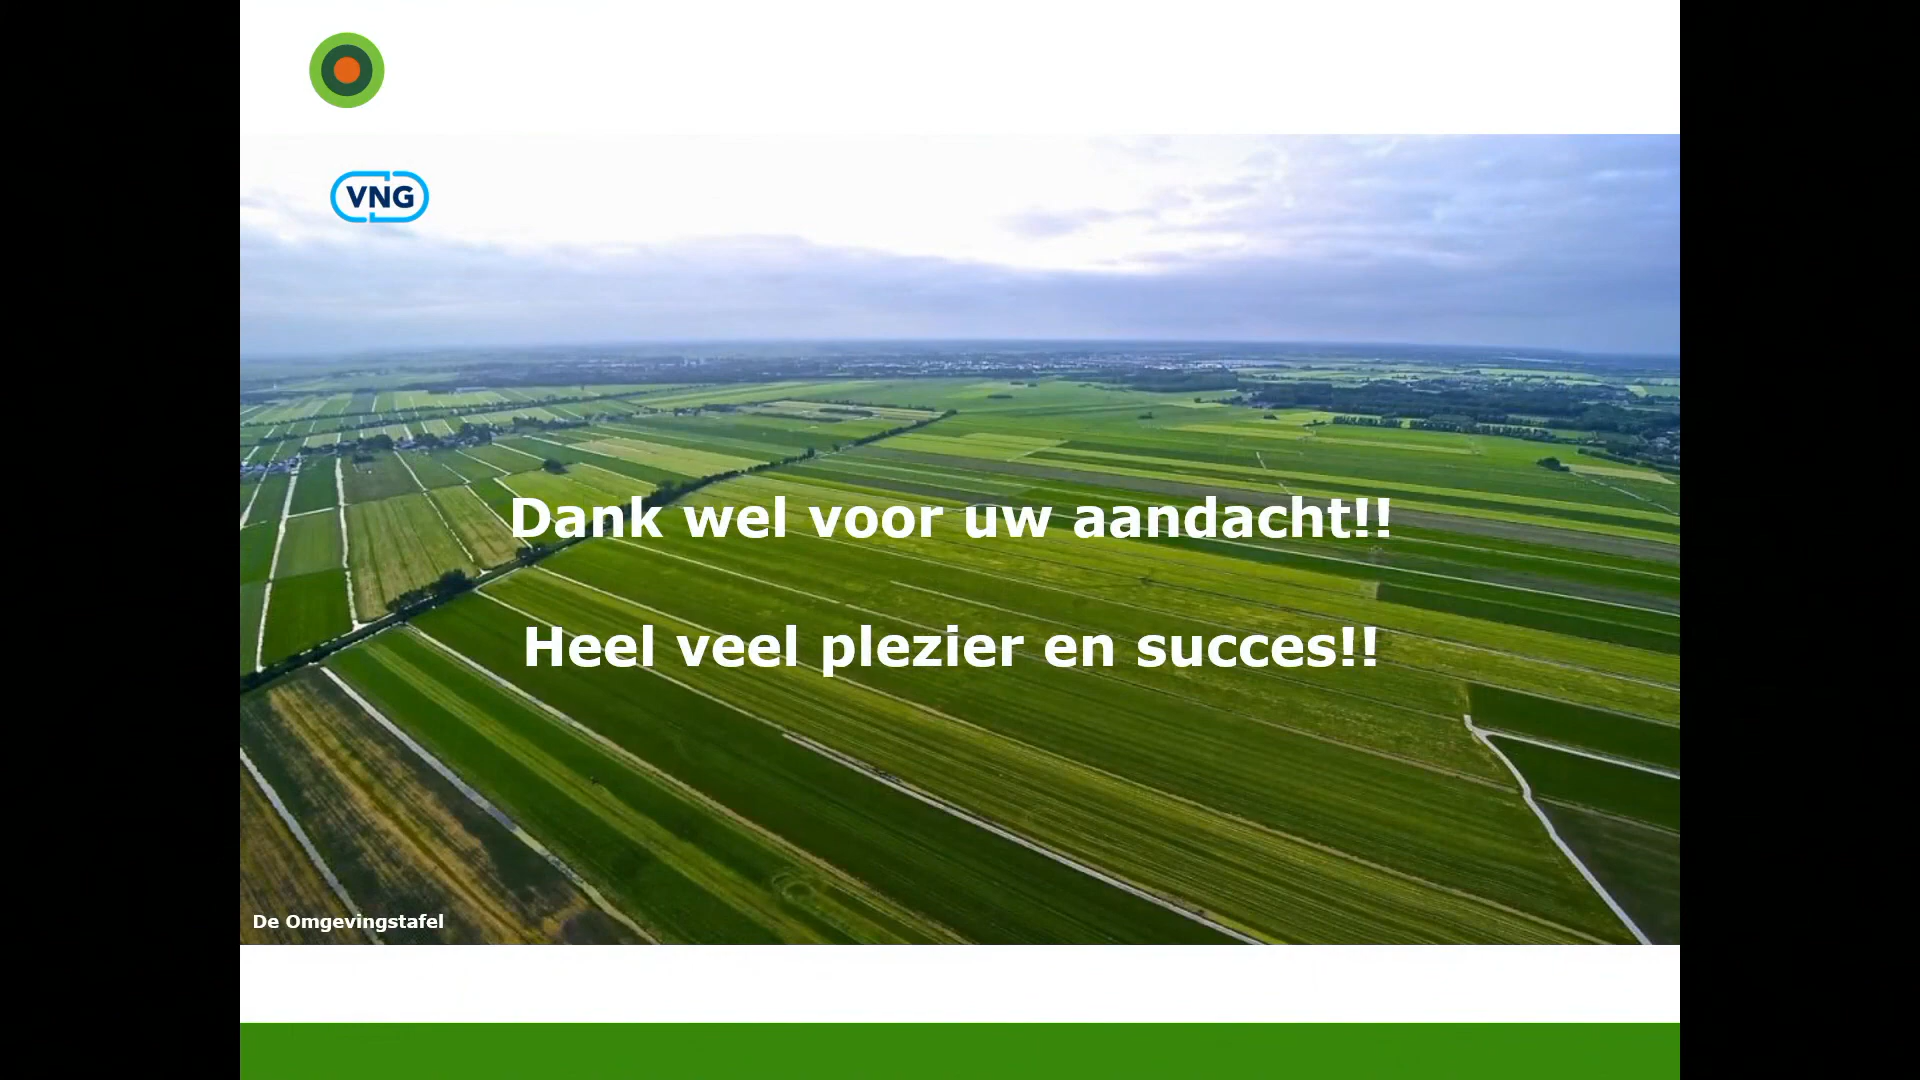 VNG
Dank wel voor uw aandacht!!
Heel veel plezier en succes!!
De Omgevingstafel